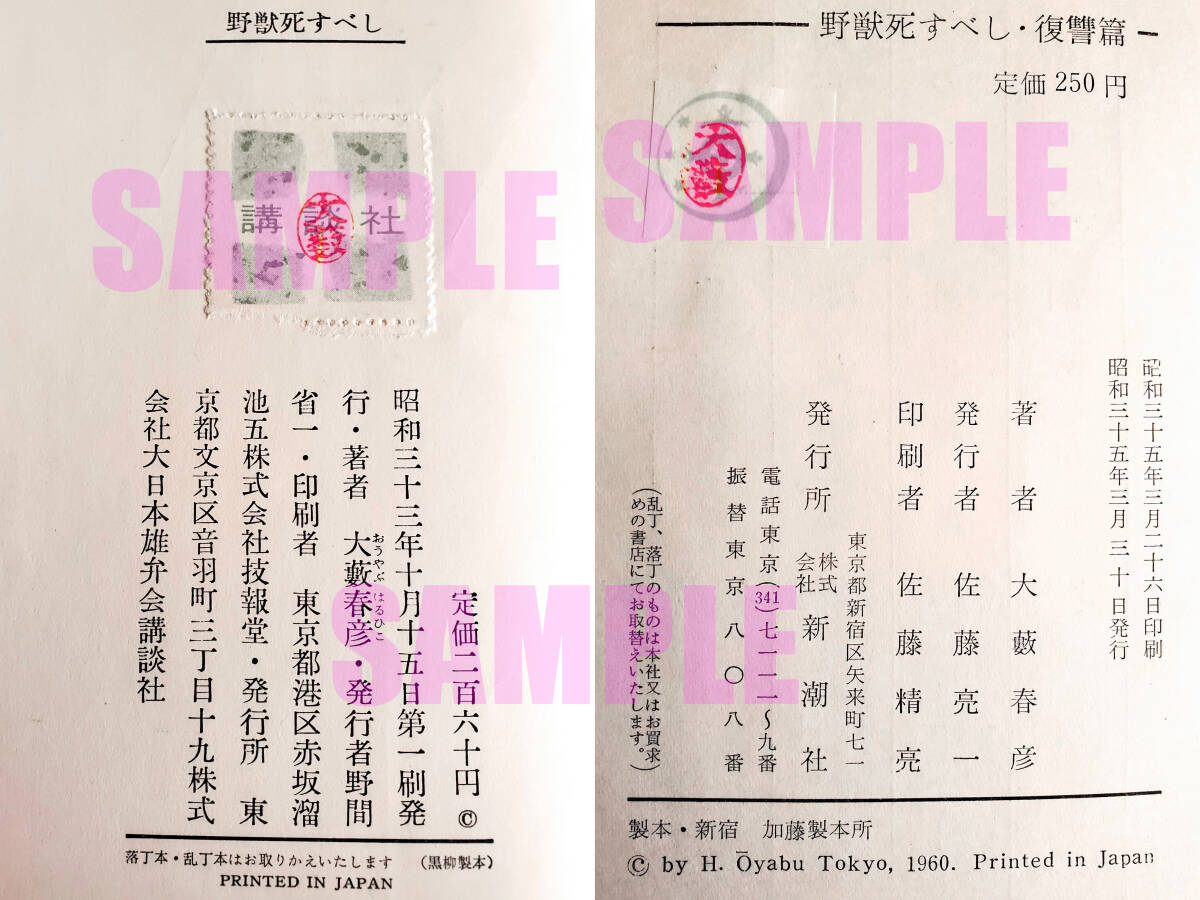 野獣死すべし
講談社
定価二百六十円 ©
昭和三十三年十月十五日第一刷発
行・著者 大藪春彦・発行者野間
おうやぶ はるひこ
省一・印刷者 東京都港区赤坂溜
池五株式会社技報堂・発行所 東
京都文京区音羽町三丁目十九株式
会社大日本雄弁会講談社
落丁本・乱丁本はお取りかえいたします (黒柳製本)
PRINTED IN JAPAN
SAMPLE
SAMPLE
SAMPLE
野獣死すべし・復讐篇
定価 250 円
大藪
昭和三十五年三月二十六日印刷
昭和三十五年三月三十日発行
著者 大藪春彦
発行者 佐藤亮一
印刷者 佐藤精亮
発行所 株式会社 新潮社
東京都新宿区矢来町七一
電話東京(341)七一一一〜九番
振替東京八〇八番
(乱丁、落丁のものは本社又はお買求
めの書店にてお取替えいたします。)
製本・新宿 加藤製本所
© by H. Ōyabu Tokyo, 1960. Printed in Japan